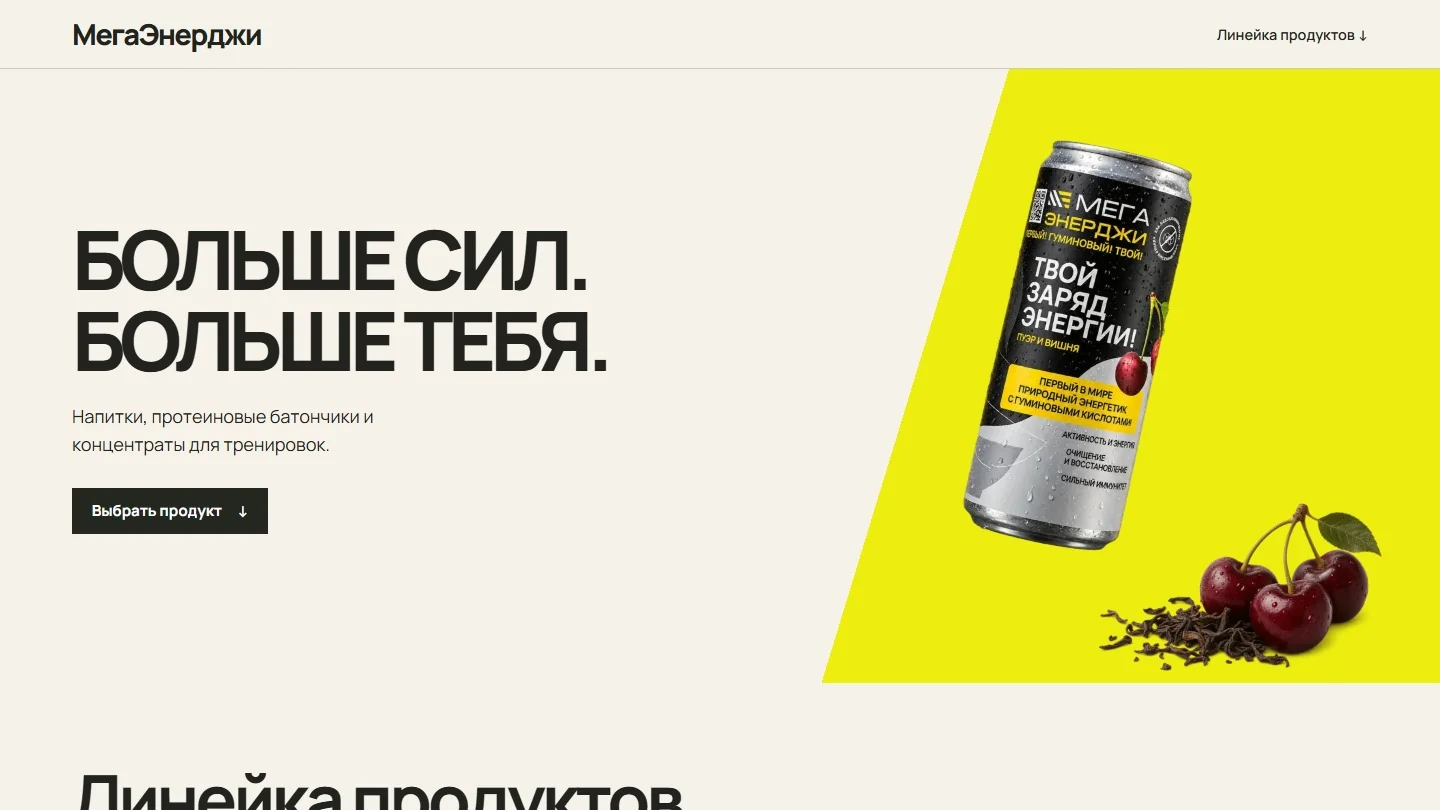 МегаЭнерджи
Линейка продуктов ↓
БОЛЬШЕ СИЛ.
БОЛЬШЕ ТЕБЯ.
Напитки, протеиновые батончики и
концентраты для тренировок.
Выбрать продукт ↓
МЕГА
ЭНЕРДЖИ
ПЕРВЫЙ! ГУМИНОВЫЙ! ТВОЙ!
ТВОЙ
ЗАРЯД
ЭНЕРГИИ!
ПУЭР И ВИШНЯ
ПЕРВЫЙ В МИРЕ
ПРИРОДНЫЙ ЭНЕРГЕТИК
С ГУМИНОВЫМИ КИСЛОТАМИ
АКТИВНОСТЬ И ЭНЕРГИЯ
ОЧИЩЕНИЕ
И ВОССТАНОВЛЕНИЕ
СИЛЬНЫЙ ИММУНИТЕТ
Линейка продуктов